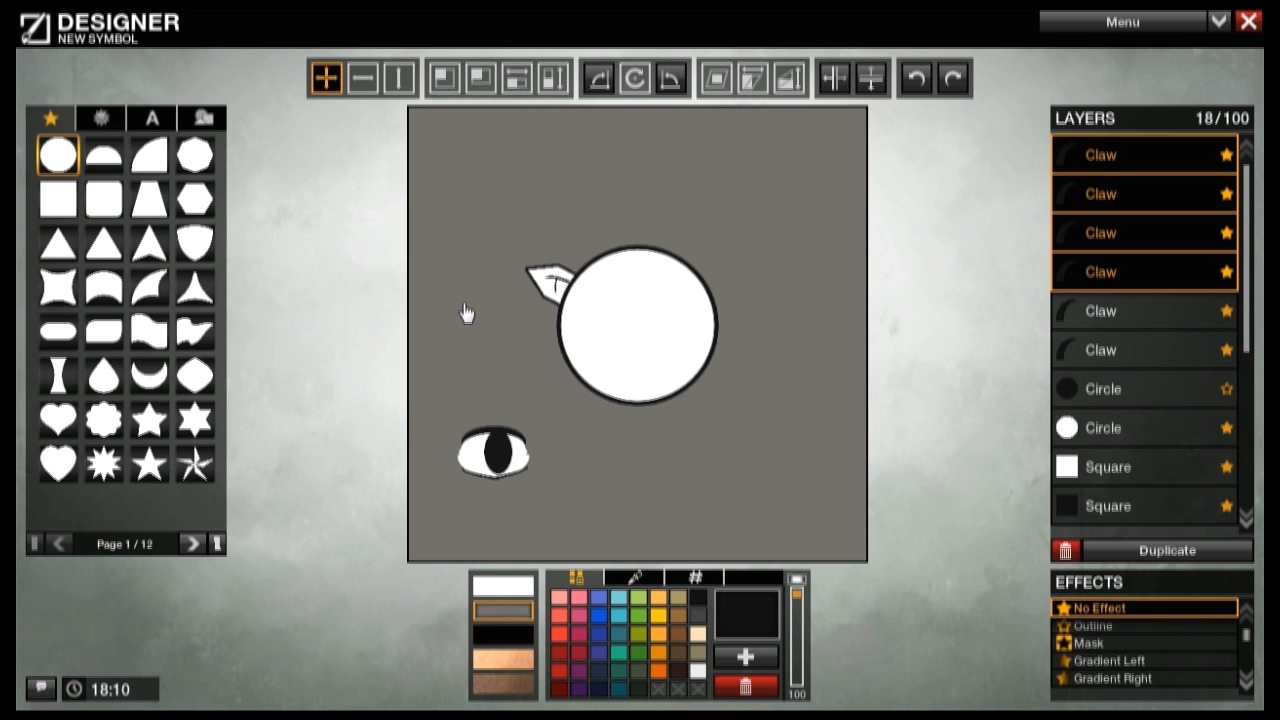 DESIGNER
NEW SYMBOL
Menu
A
LAYERS 18/100
Claw
Claw
Claw
Claw
Claw
Claw
Circle
Circle
Square
Square
Page 1 / 12
Duplicate
EFFECTS
No Effect
Outline
Mask
Gradient Left
Gradient Right
#
100
18:10